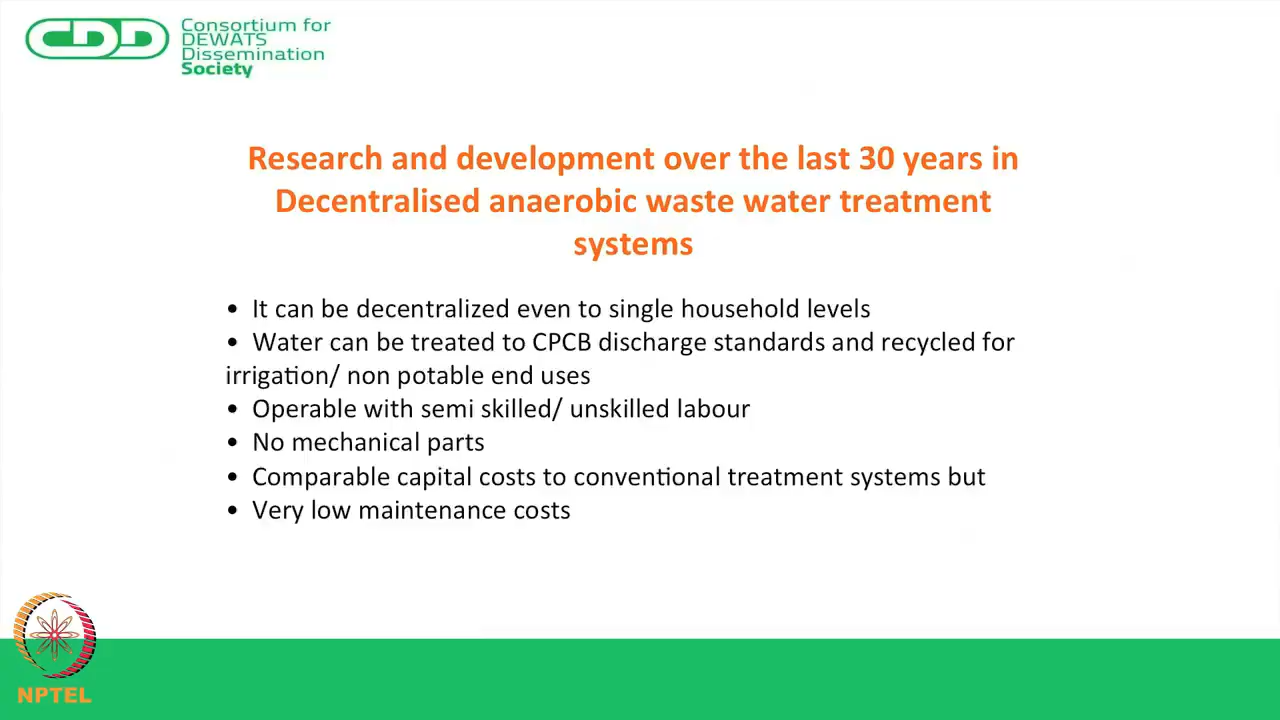 CDD
Consortium for
DEWATS
Dissemination
Society
Research and development over the last 30 years in
Decentralised anaerobic waste water treatment
systems
• It can be decentralized even to single household levels
• Water can be treated to CPCB discharge standards and recycled for
irrigation/ non potable end uses
• Operable with semi skilled/ unskilled labour
• No mechanical parts
• Comparable capital costs to conventional treatment systems but
• Very low maintenance costs
NPTEL